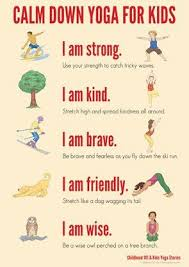 CALM DOWN YOGA FOR KIDS
I am strong.
Use your strength to catch tricky waves.
I am kind.
Stretch high and spread kindness all around.
I am brave.
Be brave and fearless as you fly down the ski run.
I am friendly.
Stretch like a dog wagging its tail.
I am wise.
Be a wise owl perched on a tree branch.
Childhood 101 & Kids Yoga Stories